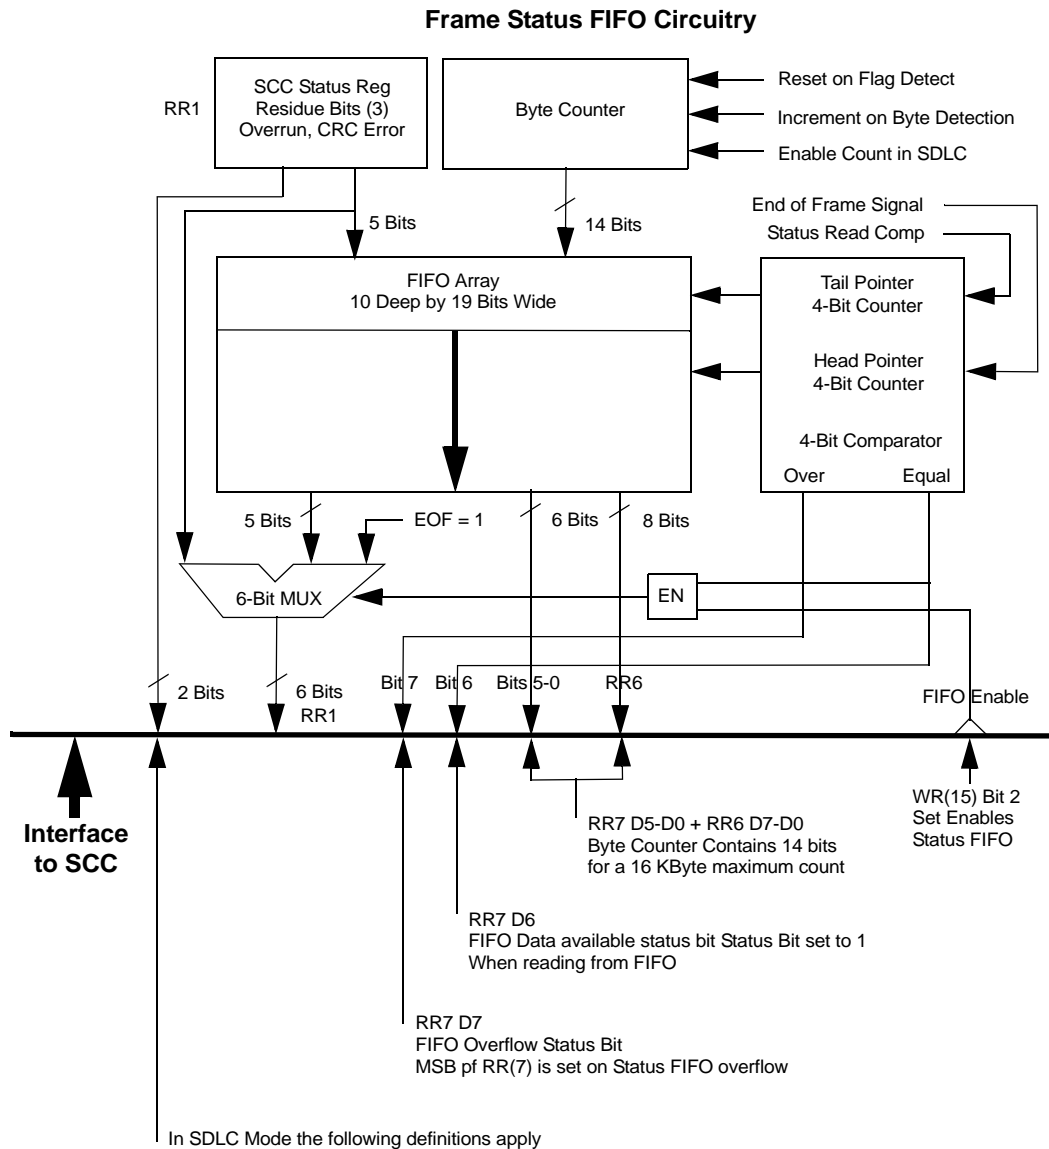 Frame Status FIFO Circuitry
RR1
SCC Status Reg
Residue Bits (3)
Overrun, CRC Error
Byte Counter
Reset on Flag Detect
Increment on Byte Detection
Enable Count in SDLC
5 Bits
14 Bits
End of Frame Signal
Status Read Comp
FIFO Array
10 Deep by 19 Bits Wide
Tail Pointer
4-Bit Counter
Head Pointer
4-Bit Counter
4-Bit Comparator
Over
Equal
5 Bits
EOF = 1
6 Bits
8 Bits
6-Bit MUX
EN
2 Bits
6 Bits
RR1
Bit 7
Bit 6
Bits 5-0
RR6
FIFO Enable
Interface
to SCC
WR(15) Bit 2
Set Enables
Status FIFO
RR7 D5-D0 + RR6 D7-D0
Byte Counter Contains 14 bits
for a 16 KByte maximum count
RR7 D6
FIFO Data available status bit Status Bit set to 1
When reading from FIFO
RR7 D7
FIFO Overflow Status Bit
MSB pf RR(7) is set on Status FIFO overflow
In SDLC Mode the following definitions apply